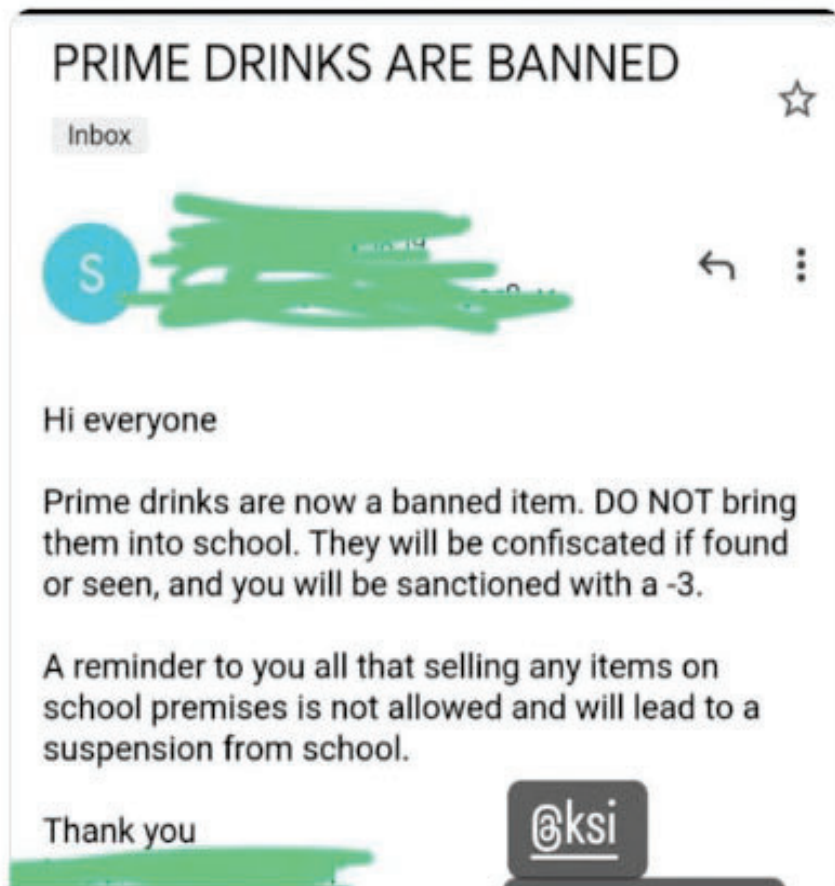 PRIME DRINKS ARE BANNED
Inbox
S
Hi everyone
Prime drinks are now a banned item. DO NOT bring
them into school. They will be confiscated if found
or seen, and you will be sanctioned with a -3.
A reminder to you all that selling any items on
school premises is not allowed and will lead to a
suspension from school.
Thank you
@ksi